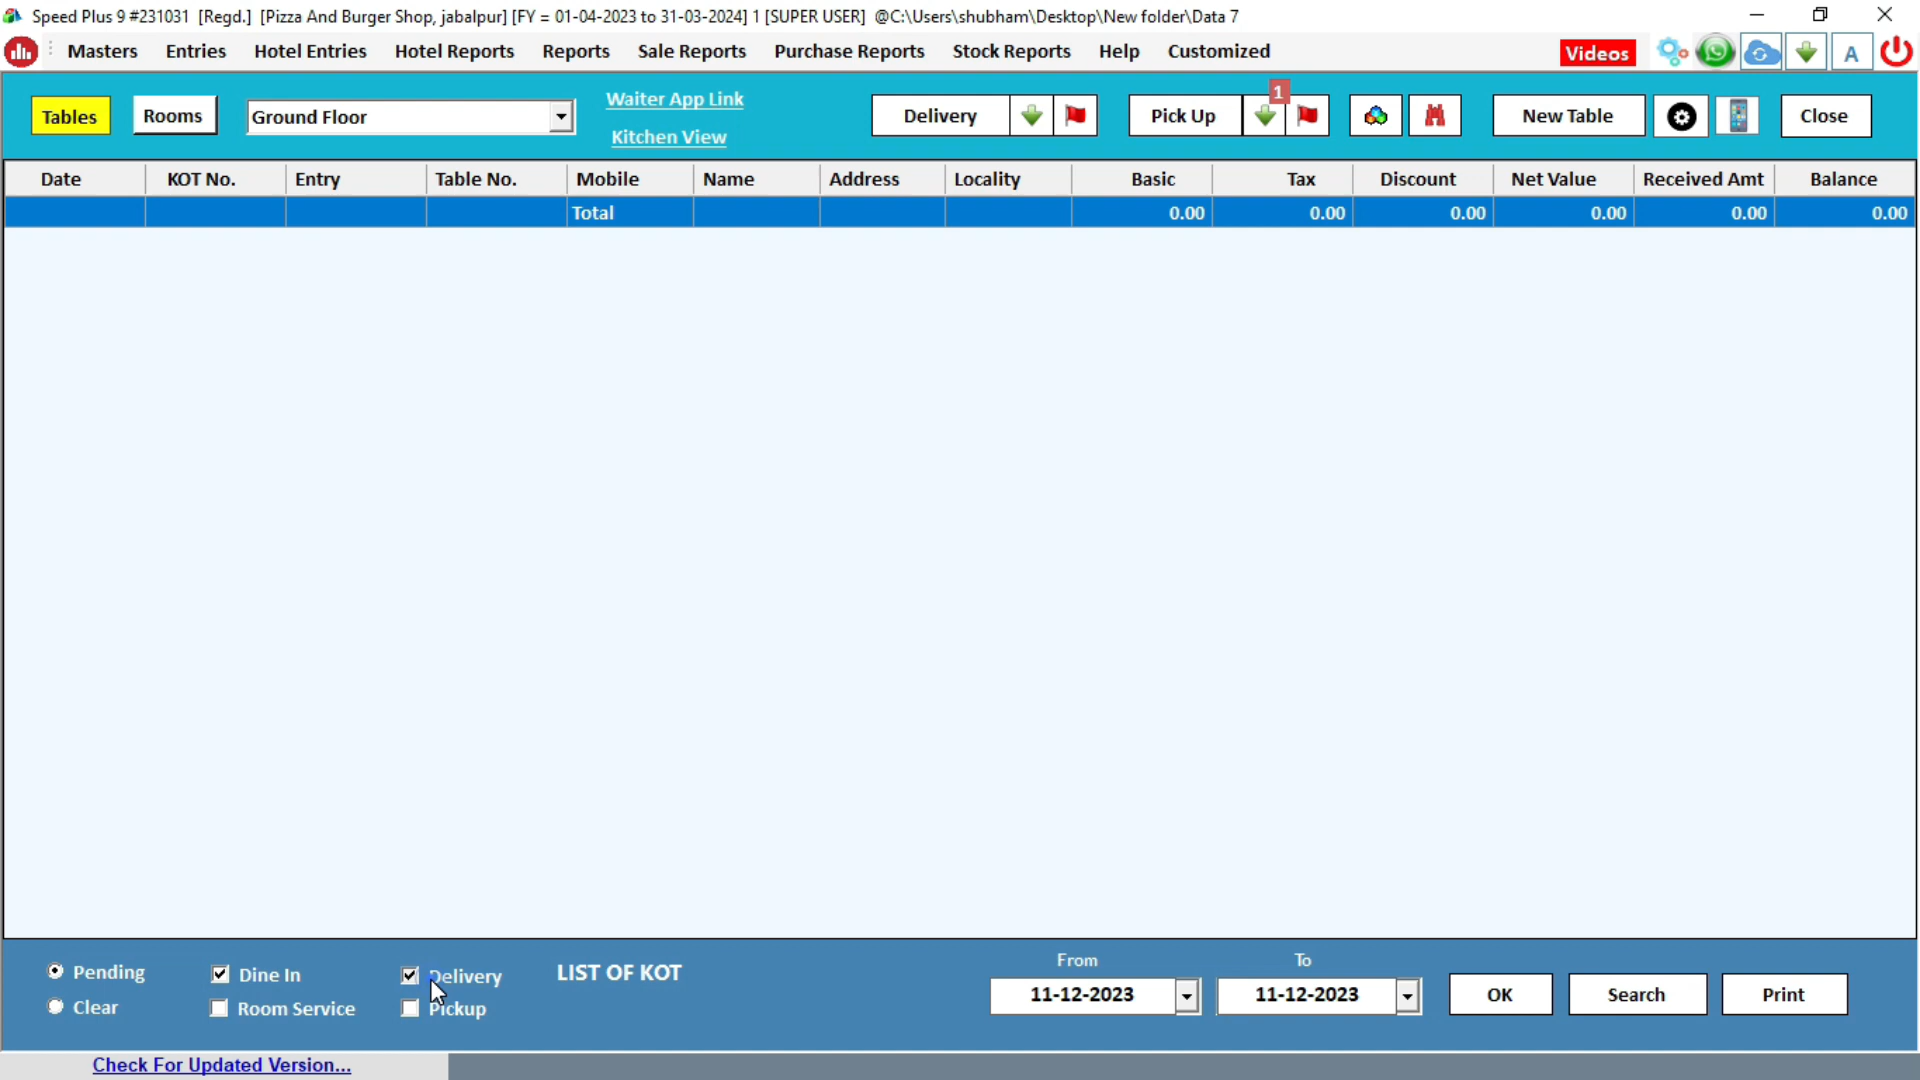 Speed Plus 9 #231031 [Regd.] [Pizza And Burger Shop, jabalpur] [FY = 01-04-2023 to 31-03-2024] 1 [SUPER USER] @C:\Users\shubham\Desktop\New folder\Data 7
Masters Entries Hotel Entries Hotel Reports Reports Sale Reports Purchase Reports Stock Reports Help Customized Videos A
Tables Rooms Ground Floor Waiter App Link Delivery Pick Up 1 New Table Close
Kitchen View
Date KOT No. Entry Table No. Mobile Name Address Locality Basic Tax Discount Net Value Received Amt Balance
Total 0.00 0.00 0.00 0.00 0.00 0.00
Pending Dine In Delivery LIST OF KOT From To
Clear Room Service Pickup 11-12-2023 11-12-2023 OK Search Print
Check For Updated Version...